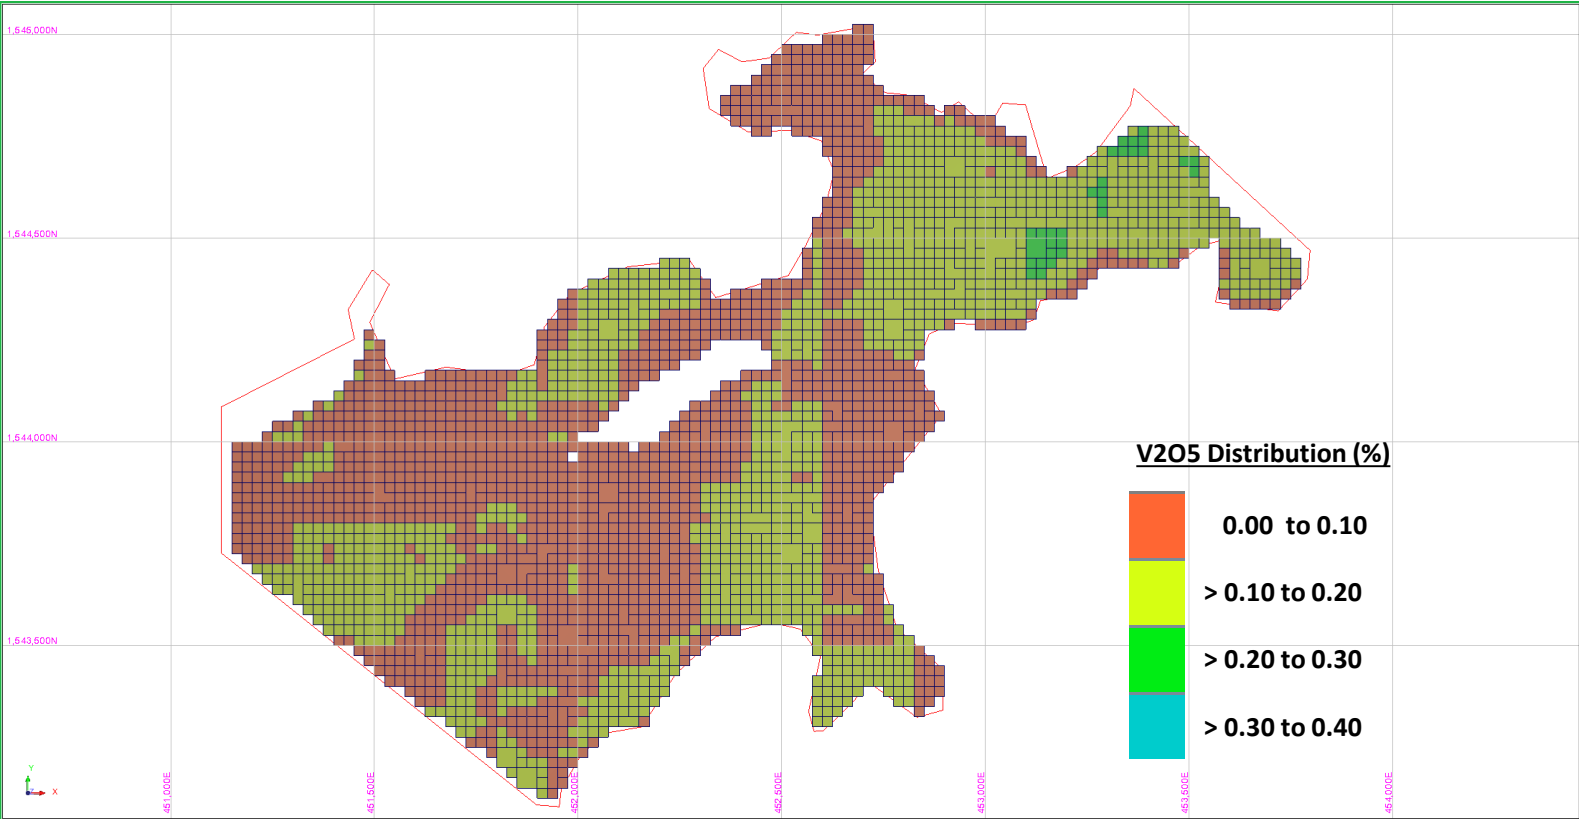 1,545,000N
1,544,500N
1,544,000N
V2O5 Distribution (%)
0.00 to 0.10
> 0.10 to 0.20
1,543,500N
> 0.20 to 0.30
> 0.30 to 0.40
Y
X
451,000E
451,500E
452,000E
452,500E
453,000E
453,500E
454,000E